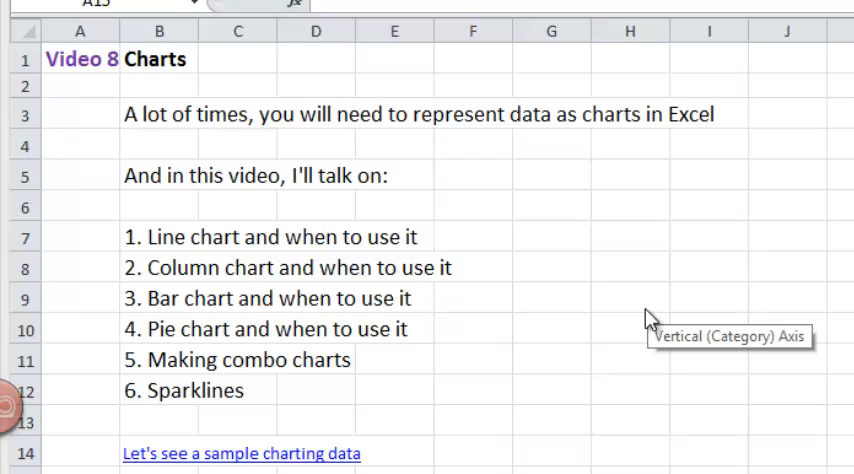 A15 fx
A B C D E F G H I J
1 Video 8 Charts
2
3 A lot of times, you will need to represent data as charts in Excel
4
5 And in this video, I'll talk on:
6
7 1. Line chart and when to use it
8 2. Column chart and when to use it
9 3. Bar chart and when to use it
10 4. Pie chart and when to use it
Vertical (Category) Axis
11 5. Making combo charts
12 6. Sparklines
13
14 Let's see a sample charting data